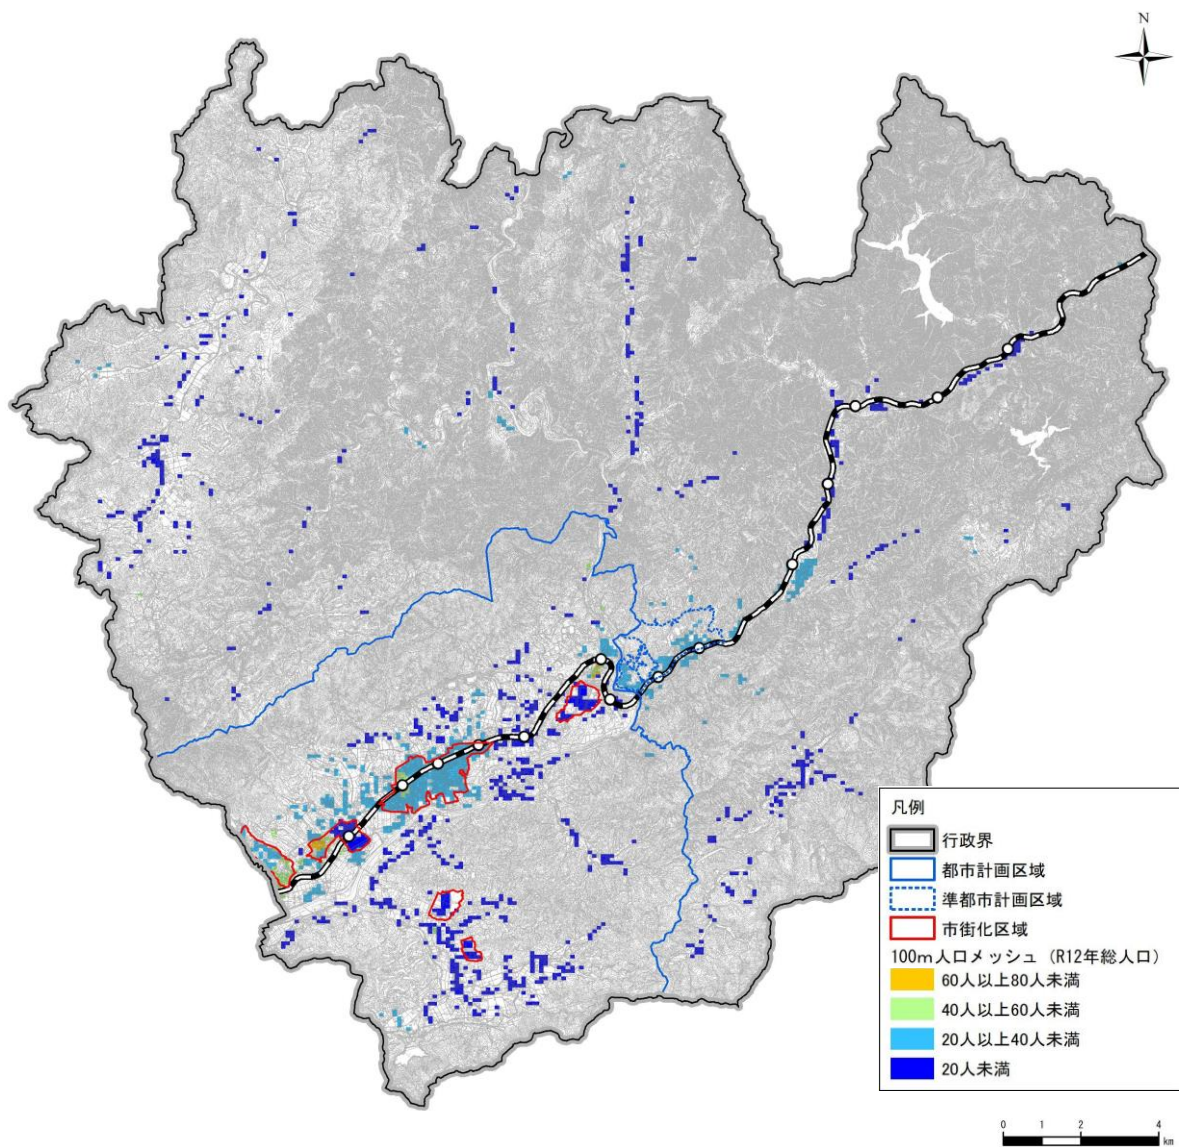 N
凡例
行政界
都市計画区域
準都市計画区域
市街化区域
100m人口メッシュ (R12年総人口)
60人以上80人未満
40人以上60人未満
20人以上40人未満
20人未満
0 1 2 4
km